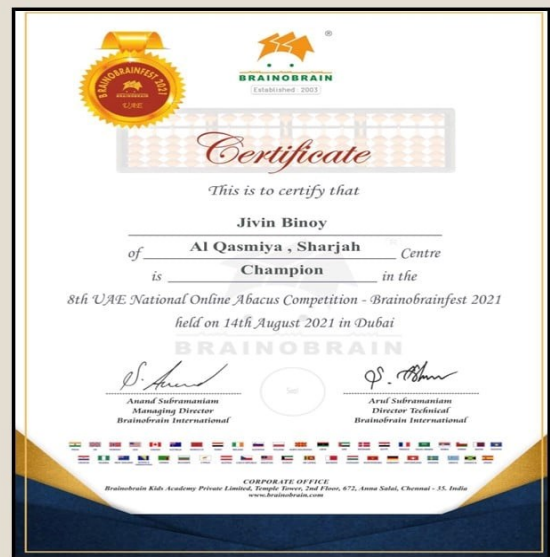 BRAINOBRAINFEST 2021
BRAINOBRAIN
UAE
®
BRAINOBRAIN
Established 2003
Certificate
This is to certify that
Jivin Binoy
of Al Qasmiya , Sharjah Centre
is Champion in the
8th UAE National Online Abacus Competition - Brainobrainfest 2021
held on 14th August 2021 in Dubai
BRAINOBRAIN
Anand Subramaniam
Managing Director
Brainobrain International
Seal
Arul Subramaniam
Director Technical
Brainobrain International
CORPORATE OFFICE
Brainobrain Kids Academy Private Limited, Temple Tower, 2nd Floor, 672, Anna Salai, Chennai - 35. India
www.brainobrain.com